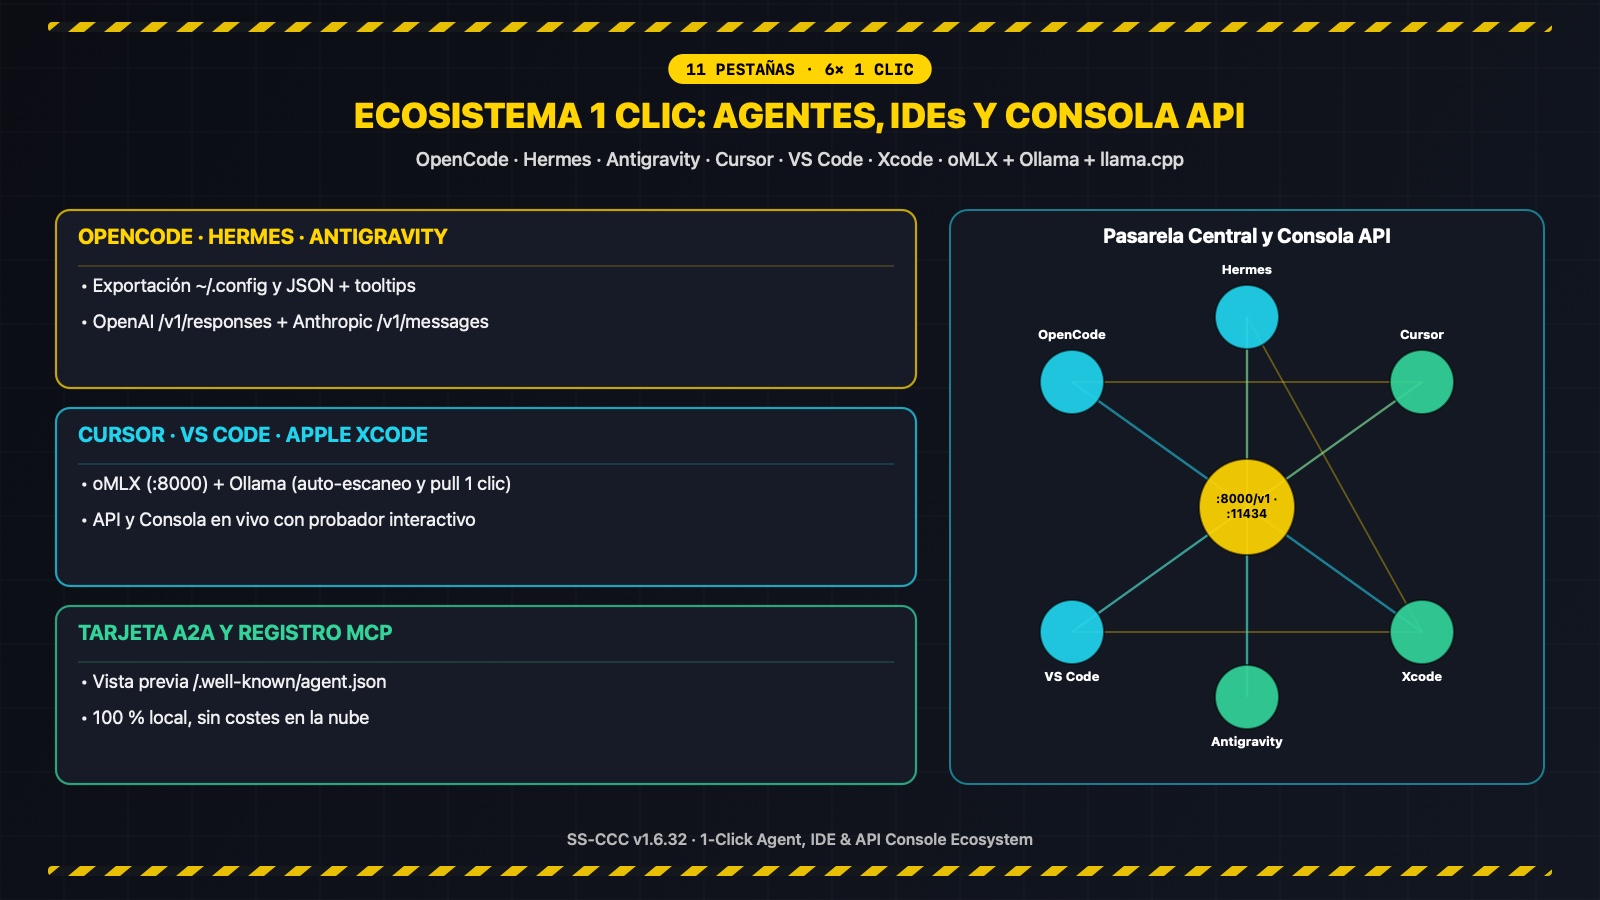 11 PESTAÑAS · 6× 1 CLIC
ECOSISTEMA 1 CLIC: AGENTES, IDEs Y CONSOLA API
OpenCode · Hermes · Antigravity · Cursor · VS Code · Xcode · oMLX + Ollama + llama.cpp
OPENCODE · HERMES · ANTIGRAVITY
• Exportación ~/.config y JSON + tooltips
• OpenAI /v1/responses + Anthropic /v1/messages
CURSOR · VS CODE · APPLE XCODE
• oMLX (:8000) + Ollama (auto-escaneo y pull 1 clic)
• API y Consola en vivo con probador interactivo
TARJETA A2A Y REGISTRO MCP
• Vista previa /.well-known/agent.json
• 100 % local, sin costes en la nube
Pasarela Central y Consola API
Hermes
OpenCode
Cursor
:8000/v1 ·
:11434
VS Code
Xcode
Antigravity
SS-CCC v1.6.32 · 1-Click Agent, IDE & API Console Ecosystem